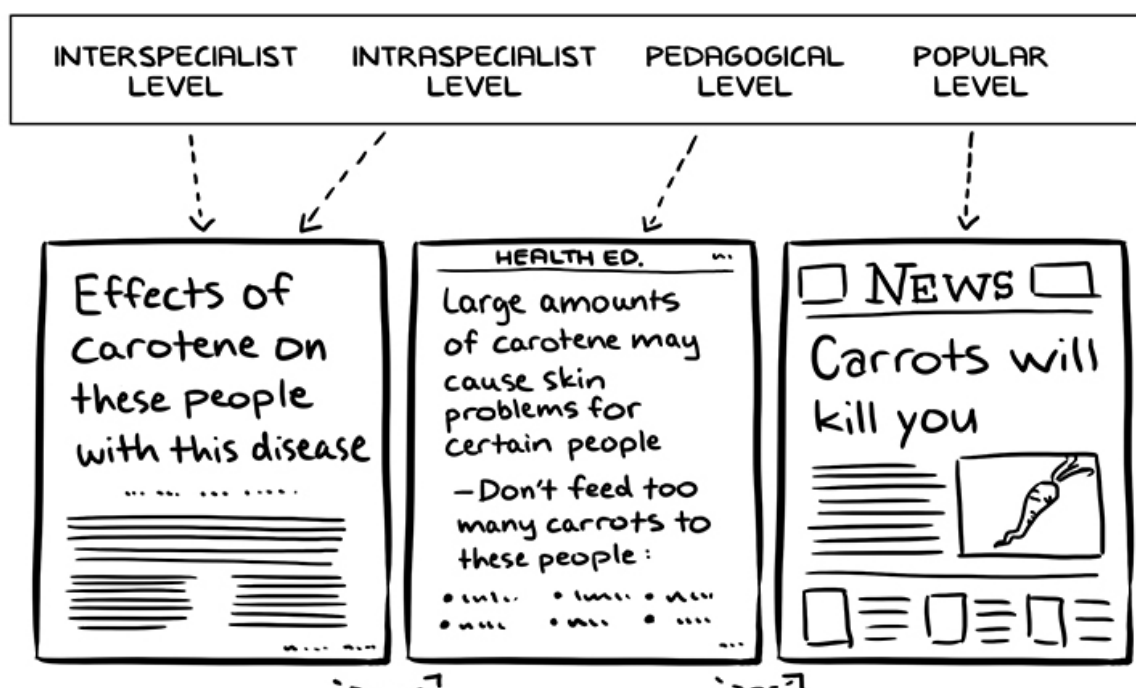 INTERSPECIALIST
LEVEL
INTRASPECIALIST
LEVEL
PEDAGOGICAL
LEVEL
POPULAR
LEVEL
Effects of
carotene on
these people
with this disease
HEALTH ED.
Large amounts
of carotene may
cause skin
problems for
certain people
–Don't feed too
many carrots to
these people:
NEWS
Carrots will
kill you